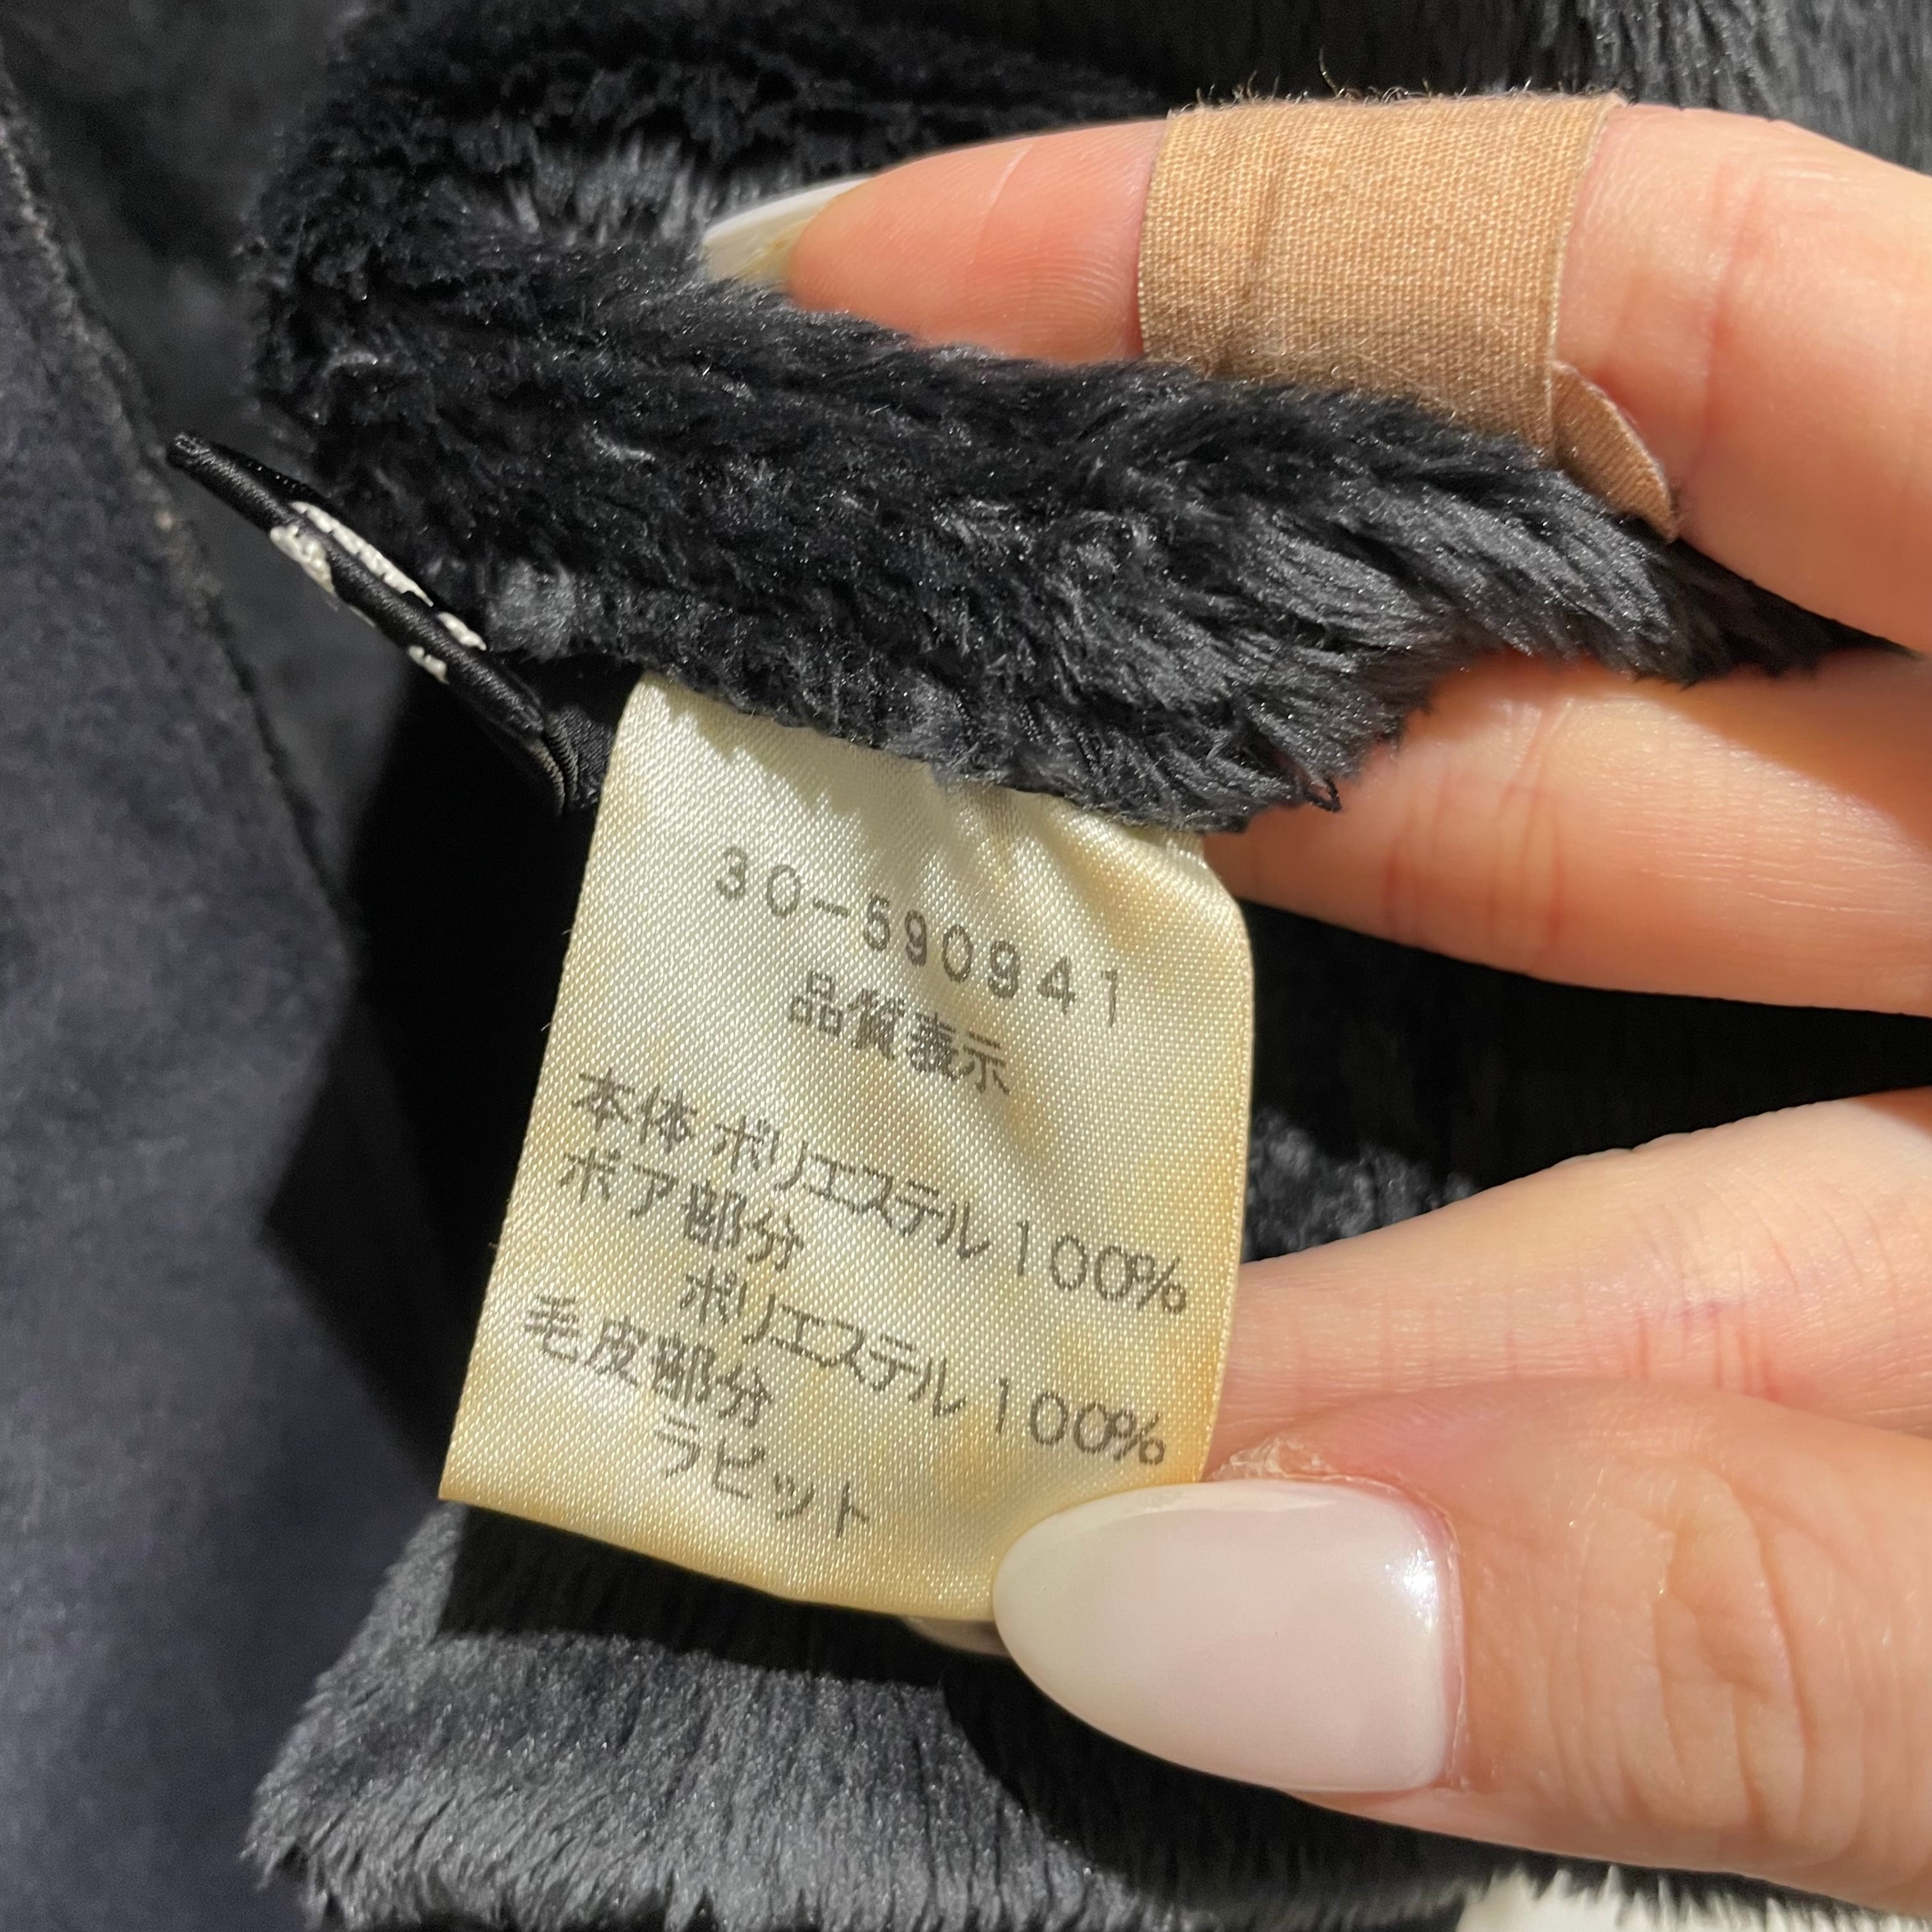 30-590941
品質表示
本体 ポリエステル100%
ボア部分
ポリエステル100%
毛皮部分
ラビット